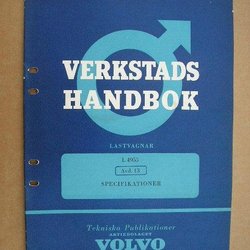 VERKSTADS
HANDBOK
LASTVAGNAR
L 4955
Avd. 13
SPECIFIKATIONER
Tekniska Publikationer
AKTIEBOLAGET
VOLVO